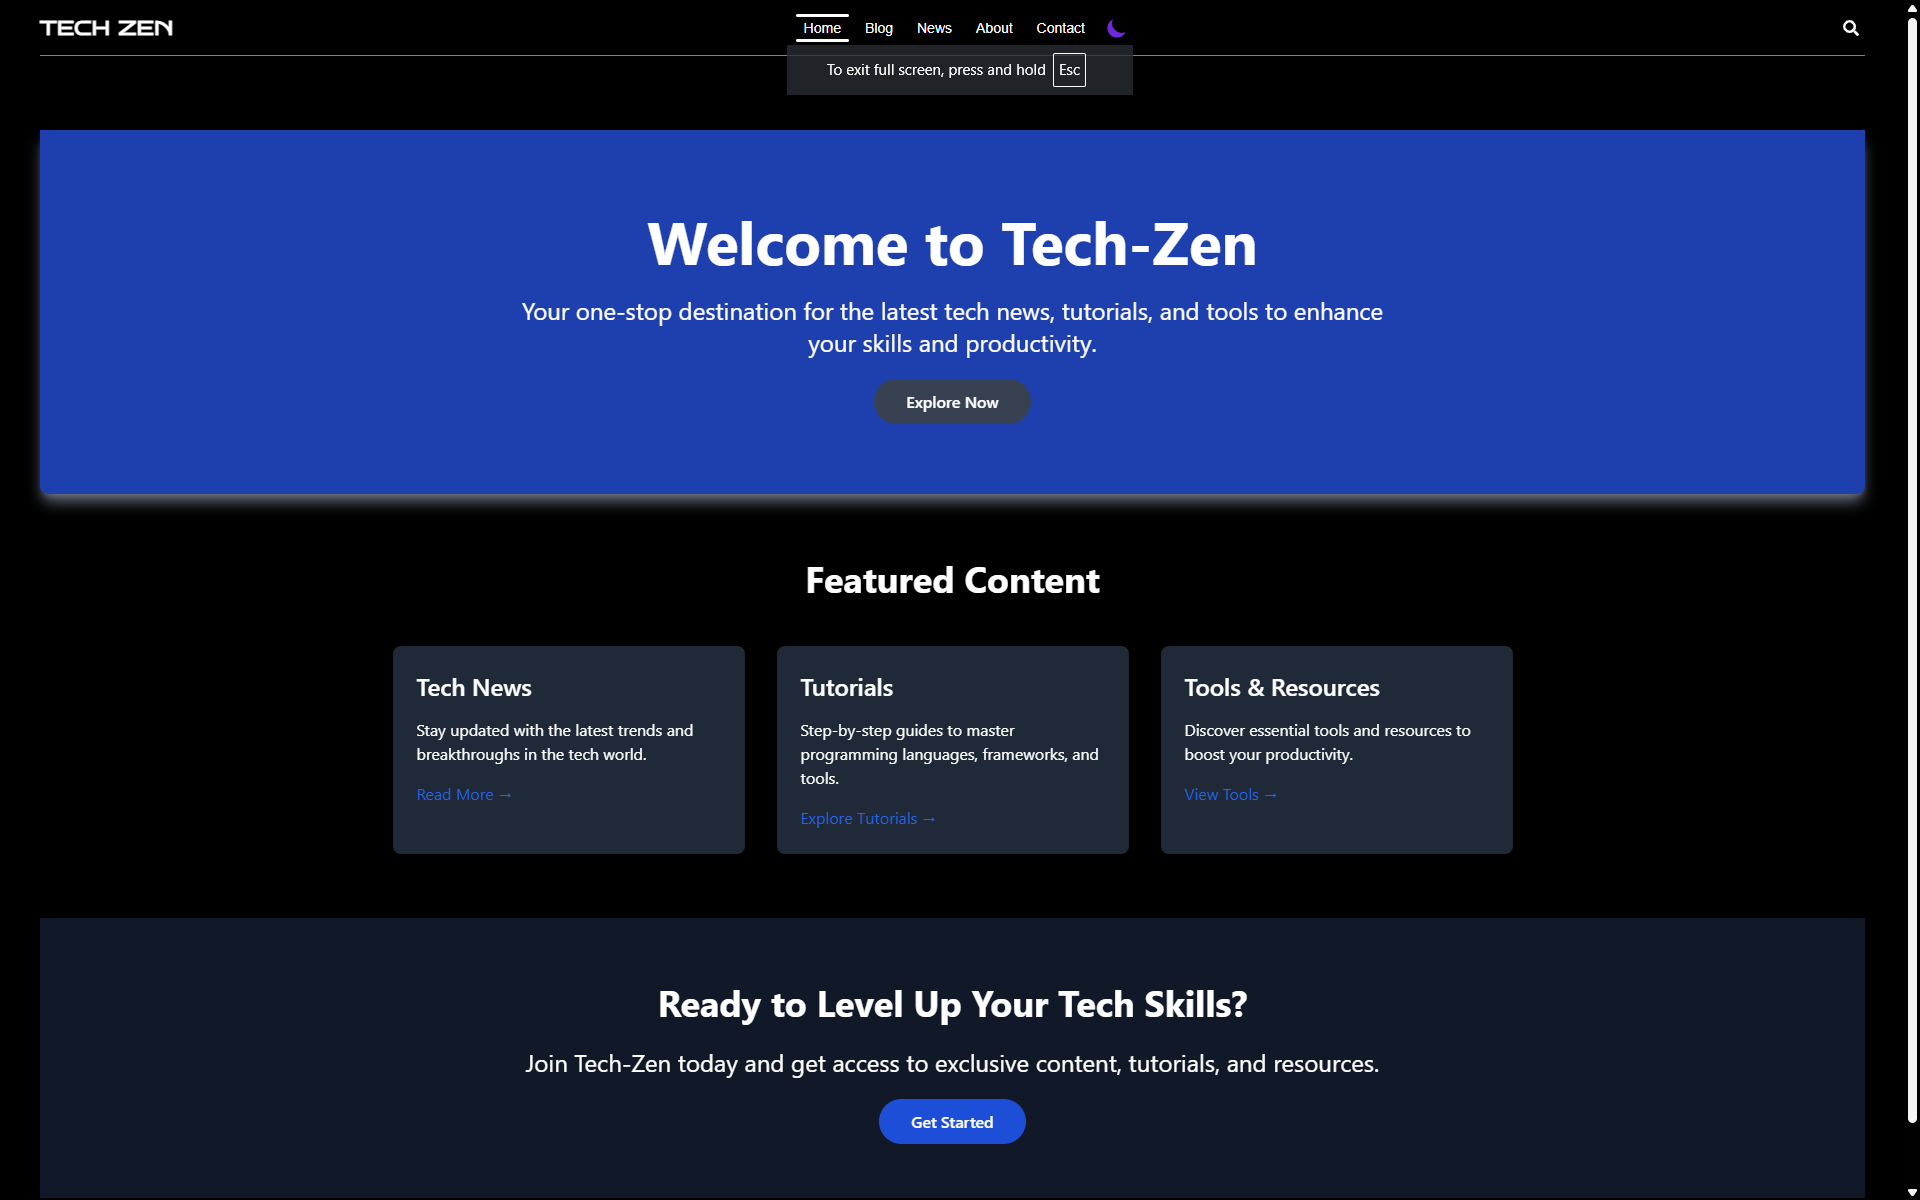 TECH ZEN
Home Blog News About Contact
To exit full screen, press and hold Esc
Welcome to Tech-Zen
Your one-stop destination for the latest tech news, tutorials, and tools to enhance
your skills and productivity.
Explore Now
Featured Content
Tech News
Stay updated with the latest trends and
breakthroughs in the tech world.
Read More →
Tutorials
Step-by-step guides to master
programming languages, frameworks, and
tools.
Explore Tutorials →
Tools & Resources
Discover essential tools and resources to
boost your productivity.
View Tools →
Ready to Level Up Your Tech Skills?
Join Tech-Zen today and get access to exclusive content, tutorials, and resources.
Get Started